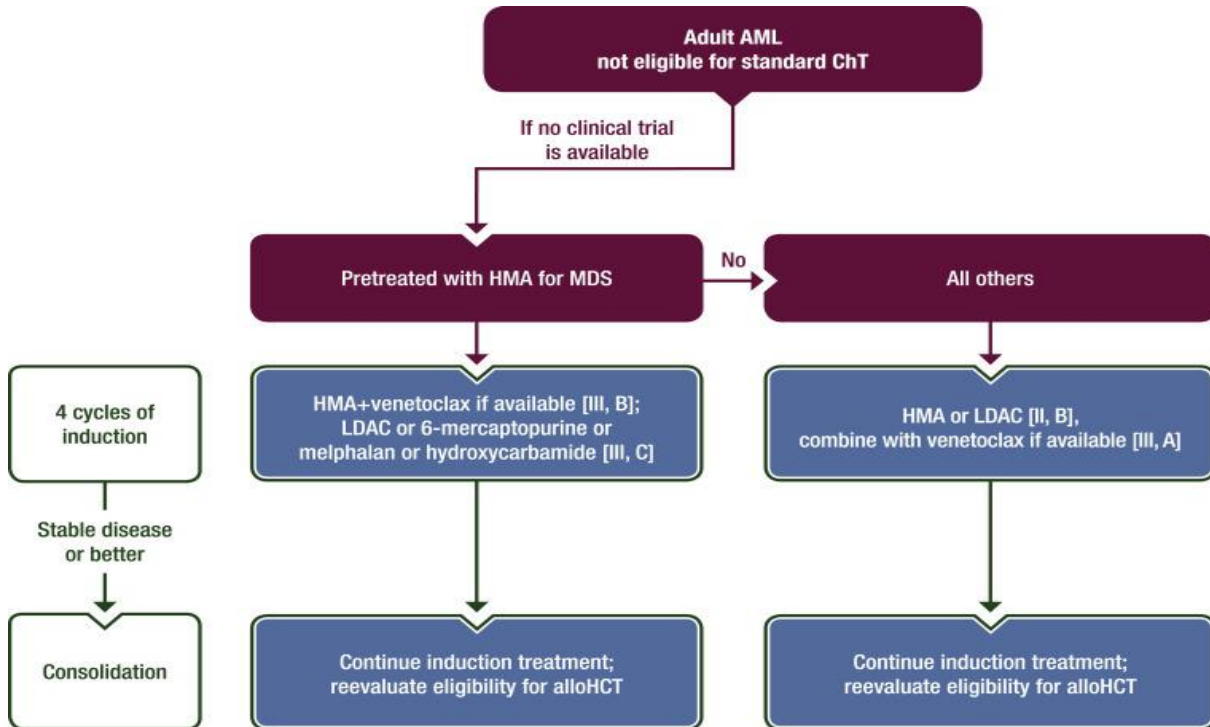 Adult AML
not eligible for standard ChT
If no clinical trial
is available
Pretreated with HMA for MDS
No
All others
4 cycles of
induction
HMA+venetoclax if available [III, B];
LDAC or 6-mercaptopurine or
melphalan or hydroxycarbamide [III, C]
HMA or LDAC [II, B],
combine with venetoclax if available [III, A]
Stable disease
or better
Consolidation
Continue induction treatment;
reevaluate eligibility for alloHCT
Continue induction treatment;
reevaluate eligibility for alloHCT